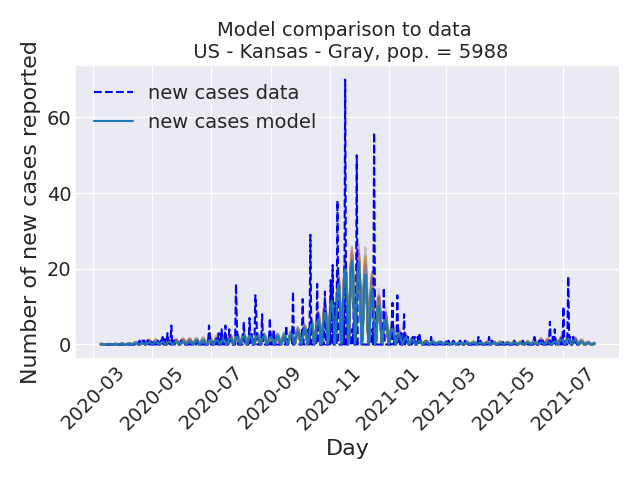 Model comparison to data
US - Kansas - Gray, pop. = 5988
new cases data
new cases model
Number of new cases reported
60
40
20
0
2020-03
2020-05
2020-07
2020-09
2020-11
2021-01
2021-03
2021-05
2021-07
Day